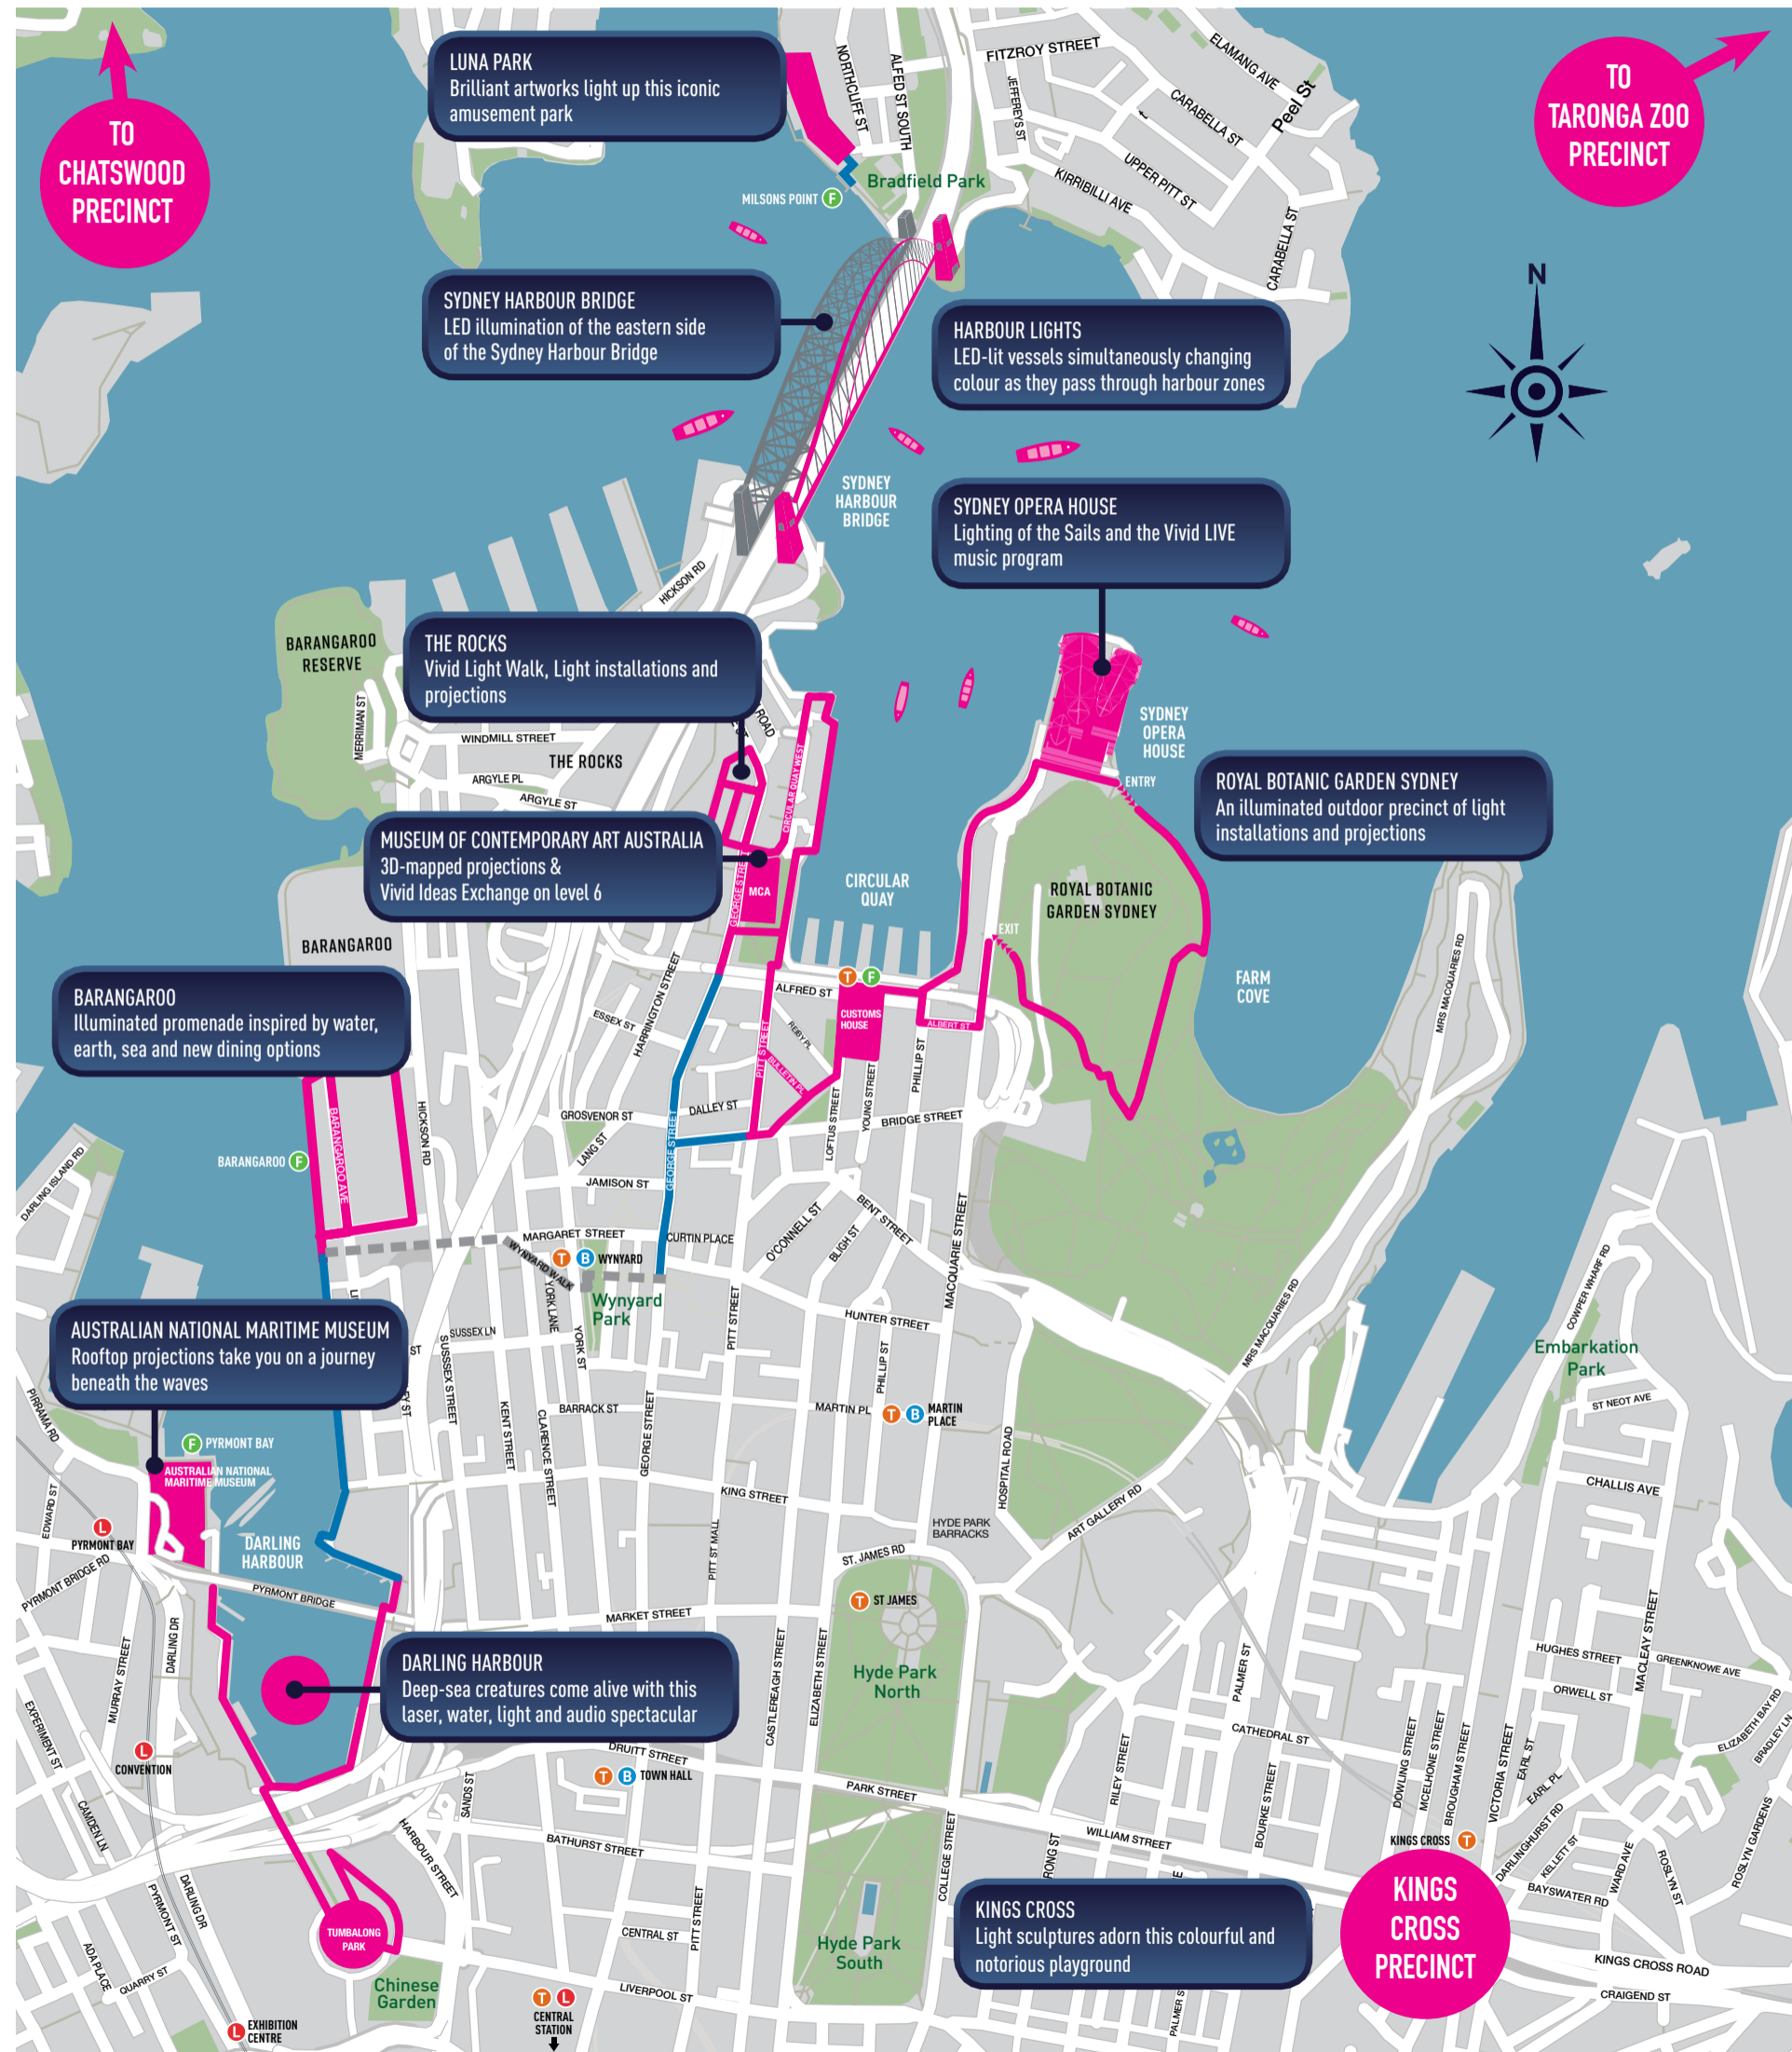 TO
CHATSWOOD
PRECINCT
LUNA PARK
Brilliant artworks light up this iconic
amusement park
NORTHCLIFF ST
ALFED ST SOUTH
FITZROY STREET
JEFFEREYS ST
ELAMANG AVE
CARABELLA ST
Peel St
UPPER PITT ST
KIRRIBILLI AVE
CARABELLA ST
TO
TARONGA ZOO
PRECINCT
Bradfield Park
MILSONS POINT F
N
SYDNEY HARBOUR BRIDGE
LED illumination of the eastern side
of the Sydney Harbour Bridge
HARBOUR LIGHTS
LED-lit vessels simultaneously changing
colour as they pass through harbour zones
SYDNEY
HARBOUR
BRIDGE
SYDNEY OPERA HOUSE
Lighting of the Sails and the Vivid LIVE
music program
HICKSON RD
BARANGAROO
RESERVE
THE ROCKS
Vivid Light Walk, Light installations and
projections
MERRIMAN ST
WINDMILL STREET
THE ROCKS
ARGYLE PL
ARGYLE ST
ROAD
CIRCULAR QUAY WEST
SYDNEY
OPERA
HOUSE
ENTRY
ROYAL BOTANIC GARDEN SYDNEY
An illuminated outdoor precinct of light
installations and projections
MUSEUM OF CONTEMPORARY ART AUSTRALIA
3D-mapped projections &
Vivid Ideas Exchange on level 6
GEORGE STREET
MCA
CIRCULAR
QUAY
ROYAL BOTANIC
GARDEN SYDNEY
EXIT
FARM
COVE
MRS MACQUARIES RD
BARANGAROO
BARANGAROO
Illuminated promenade inspired by water,
earth, sea and new dining options
HARRINGTON STREET
ESSEX ST
T F
ALFRED ST
REIBY PL
CUSTOMS
HOUSE
ALBERT ST
PITT STREET
BULLETIN PL
PHILLIP ST
YOUNG STREET
LOFTUS STREET
BRIDGE STREET
DALLEY ST
GROSVENOR ST
LANG ST
GEORGE STREET
JAMISON ST
HICKSON RD
BARANGAROO AVE
BARANGAROO F
DARLING ISLAND RD
MARGARET STREET
CURTIN PLACE
WYNYARD WALK
T B WYNYARD
Wynyard
Park
YORK LANE
YORK ST
O'CONNELL ST
BLIGH ST
BENT STREET
MACQUARIE STREET
HUNTER STREET
PITT STREET
PHILLIP ST
MRS MACQUARIES RD
COWPER WHARF RD
Embarkation
Park
ST NEOT AVE
CHALLIS AVE
AUSTRALIAN NATIONAL MARITIME MUSEUM
Rooftop projections take you on a journey
beneath the waves
SUSSEX LN
ST
SUSSSEX STREET
KENT STREET
CLARENCE STREET
BARRACK ST
GEORGE STREET
MARTIN PL
T B MARTIN
PLACE
HOSPITAL ROAD
ART GALLERY RD
PIRRAMA RD
F PYRMONT BAY
AUSTRALIAN NATIONAL
MARITIME MUSEUM
EDWARD ST
L
PYRMONT BAY
PYRMONT BRIDGE RD
DARLING
HARBOUR
PYRMONT BRIDGE
KING STREET
PITT ST MALL
HYDE PARK
BARRACKS
ST. JAMES RD
T ST JAMES
MARKET STREET
DARLING DR
MURRAY STREET
DARLING HARBOUR
Deep-sea creatures come alive with this
laser, water, light and audio spectacular
CASTLEREAGH STREET
ELIZABETH STREET
Hyde Park
North
PALMER ST
CATHEDRAL ST
HUGHES STREET
MACLEAY STREET
GREENKNOWE AVE
ORWELL ST
ELIZABETH BAY RD
BRADLEY LN
EXPERIMENT ST
L
CONVENTION
DRUITT STREET
T B TOWN HALL
PARK STREET
RILEY STREET
BOURKE STREET
DOWLING STREET
MCELHONE STREET
BROUGHAM STREET
VICTORIA STREET
EARL ST
EARL PL
CAMDEN LN
SANDS ST
HARBOUR STREET
BATHURST STREET
COLLEGE STREET
WILLIAM STREET
KINGS CROSS T
DARLINGHURST RD
KELLETT ST
WARD AVE
ROSLYN ST
ROSLYN GARDENS
BAYSWATER RD
PYRMONT ST
DARLING DR
TUMBALONG
PARK
CENTRAL ST
PITT STREET
Hyde Park
South
KINGS CROSS
Light sculptures adorn this colourful and
notorious playground
KINGS
CROSS
PRECINCT
KINGS CROSS ROAD
CRAIGEND ST
ADA PLACE
QUARRY ST
Chinese
Garden
LIVERPOOL ST
T L
CENTRAL
STATION
L EXHIBITION
CENTRE
PALMER S